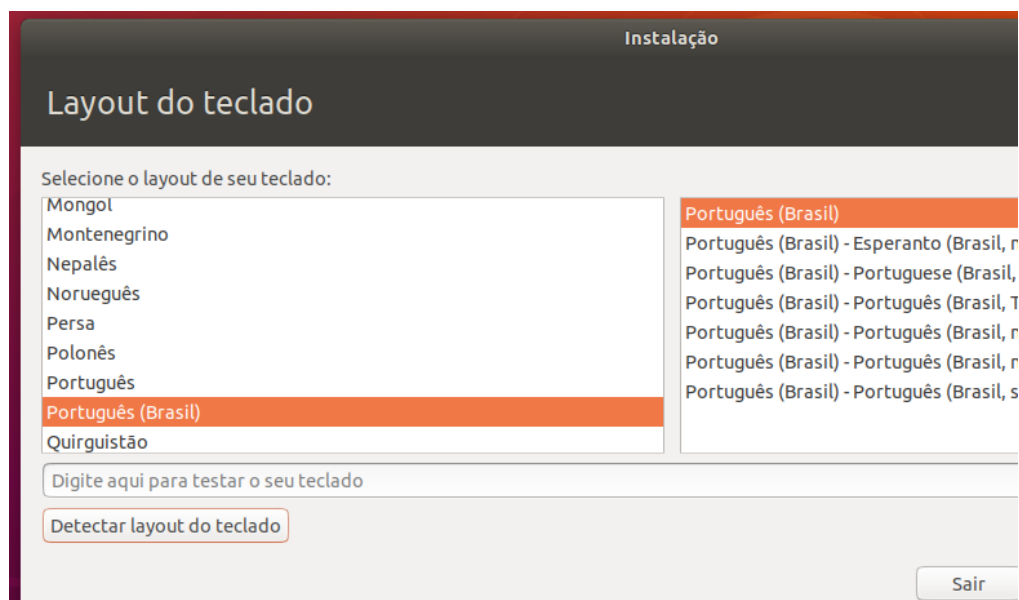 Instalação
Layout do teclado
Selecione o layout de seu teclado:
Mongol
Montenegrino
Nepalês
Norueguês
Persa
Polonês
Português
Português (Brasil)
Quirguistão
Português (Brasil)
Português (Brasil) - Esperanto (Brasil,
Português (Brasil) - Portuguese (Brasil,
Português (Brasil) - Português (Brasil,
Português (Brasil) - Português (Brasil,
Português (Brasil) - Português (Brasil,
Português (Brasil) - Português (Brasil,
Digite aqui para testar o seu teclado
Detectar layout do teclado
Sair